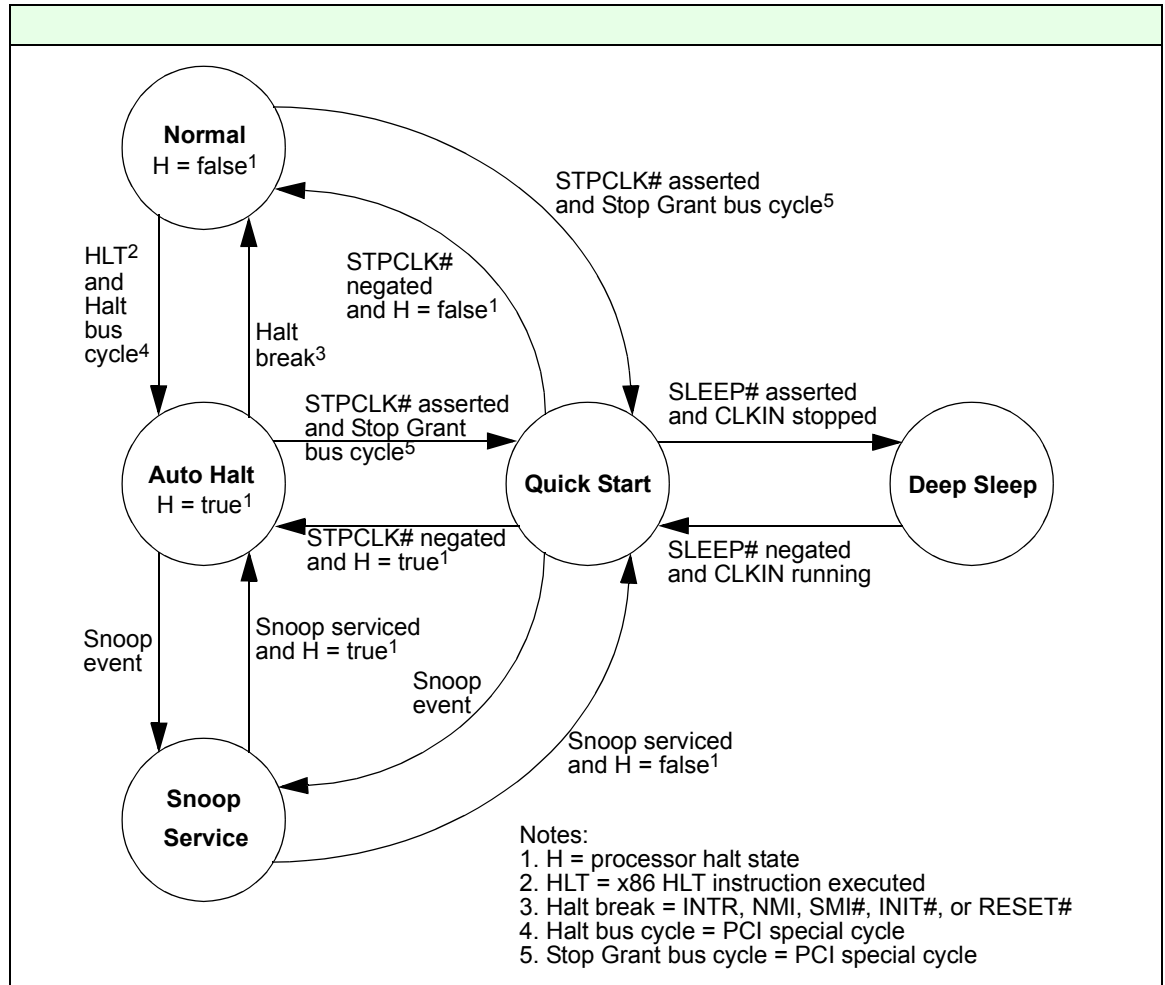 Normal
H = false1
STPCLK# asserted
and Stop Grant bus cycle5
HLT2
and
Halt
bus
cycle4
STPCLK#
negated
and H = false1
Halt
break3
STPCLK# asserted
and Stop Grant
bus cycle5
SLEEP# asserted
and CLKIN stopped
Auto Halt
H = true1
Quick Start
Deep Sleep
STPCLK# negated
and H = true1
SLEEP# negated
and CLKIN running
Snoop
event
Snoop serviced
and H = true1
Snoop
event
Snoop serviced
and H = false1
Snoop
Service
Notes:
1. H = processor halt state
2. HLT = x86 HLT instruction executed
3. Halt break = INTR, NMI, SMI#, INIT#, or RESET#
4. Halt bus cycle = PCI special cycle
5. Stop Grant bus cycle = PCI special cycle